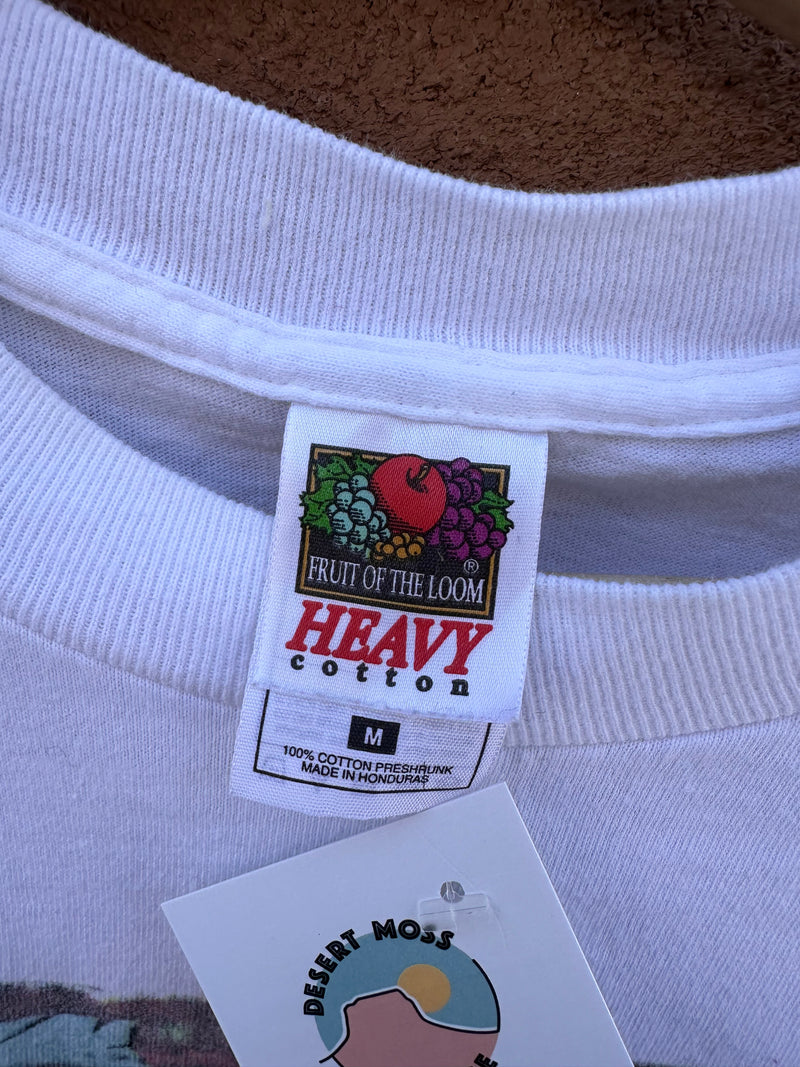 FRUIT OF THE LOOM ®
HEAVY
cotton
M
100% COTTON PRESHRUNK
MADE IN HONDURAS
DESERT MOSS